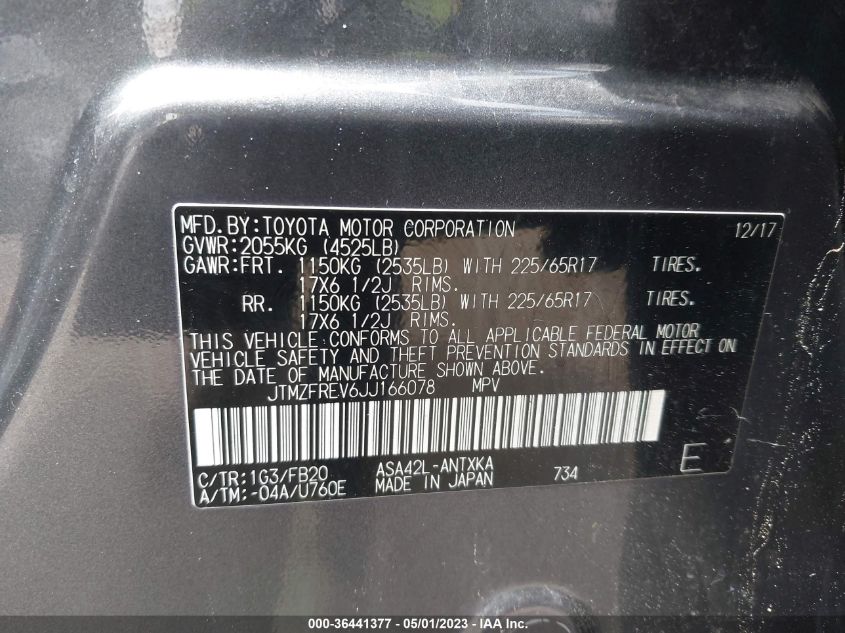 MFD.BY:TOYOTA MOTOR CORPORATION 12/17
GVWR:2055KG (4525LB)
GAWR:FRT. 1150KG (2535LB) WITH 225/65R17 TIRES.
17X6 1/2J RIMS.
RR. 1150KG (2535LB) WITH 225/65R17 TIRES.
17X6 1/2J RIMS.
THIS VEHICLE CONFORMS TO ALL APPLICABLE FEDERAL MOTOR
VEHICLE SAFETY AND THEFT PREVENTION STANDARDS IN EFFECT ON
THE DATE OF MANUFACTURE SHOWN ABOVE.
JTMZFREV6JJ166078 MPV
C/TR:1G3/FB20 ASA42L-ANTXKA 734 E
A/TM:-04A/U760E MADE IN JAPAN
000-36441377 - 05/01/2023 - IAA, Inc.